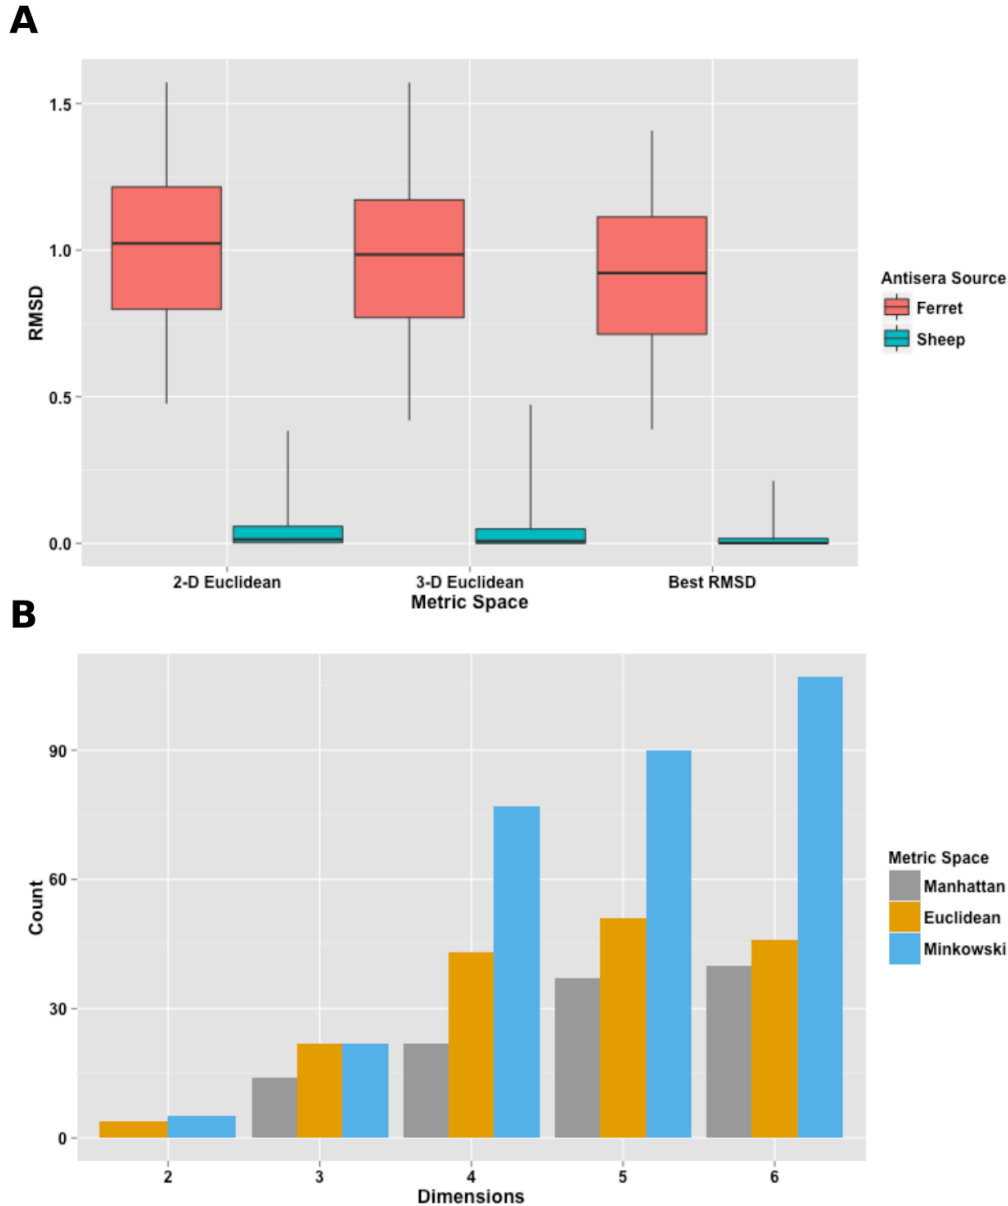 A
1.5
1.0
0.5
0.0
RMSD
2-D Euclidean 3-D Euclidean Best RMSD
Metric Space
Antisera Source
Ferret
Sheep
B
90
60
30
0
Count
2 3 4 5 6
Dimensions
Metric Space
Manhattan
Euclidean
Minkowski